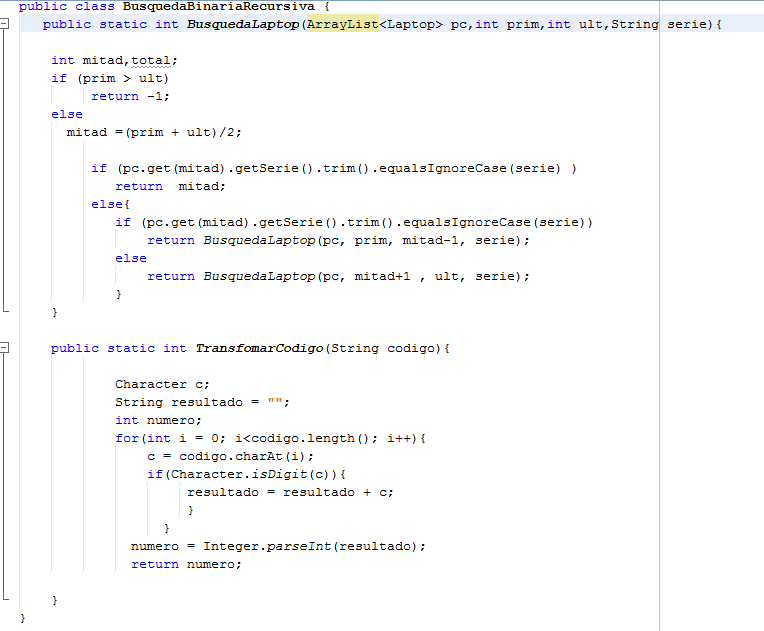 public class BusquedaBinariaRecursiva {
public static int BusquedaLaptop(ArrayList<Laptop> pc,int prim,int ult,String serie){
int mitad,total;
if (prim > ult)
return -1;
else
mitad =(prim + ult)/2;
if (pc.get(mitad).getSerie().trim().equalsIgnoreCase(serie) )
return  mitad;
else{
if (pc.get(mitad).getSerie().trim().equalsIgnoreCase(serie))
return BusquedaLaptop(pc, prim, mitad-1, serie);
else
return BusquedaLaptop(pc, mitad+1 , ult, serie);
}
}
public static int TransfomarCodigo(String codigo){
Character c;
String resultado = "";
int numero;
for(int i = 0; i<codigo.length(); i++){
c = codigo.charAt(i);
if(Character.isDigit(c)){
resultado = resultado + c;
}
}
numero = Integer.parseInt(resultado);
return numero;
}
}